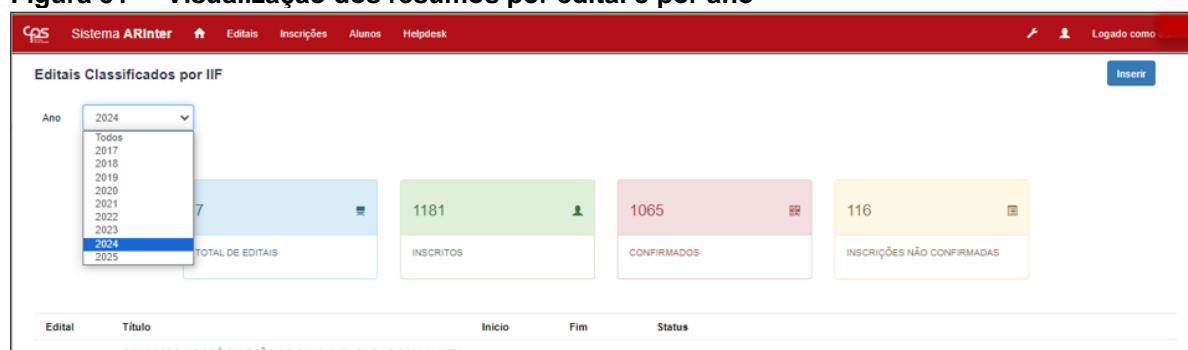 Visualização dos resumos por edital e por ano
cps Sistema ARInter Editais Inscrições Alunos Helpdesk Logado como
Editais Classificados por IIF Inserir
Ano 2024
Todos
2017
2018
2019
2020
2021
2022
2023
2024
2025
7 1181 1065 116
TOTAL DE EDITAIS INSCRITOS CONFIRMADOS INSCRIÇÕES NÃO CONFIRMADAS
Edital Título Inicio Fim Status